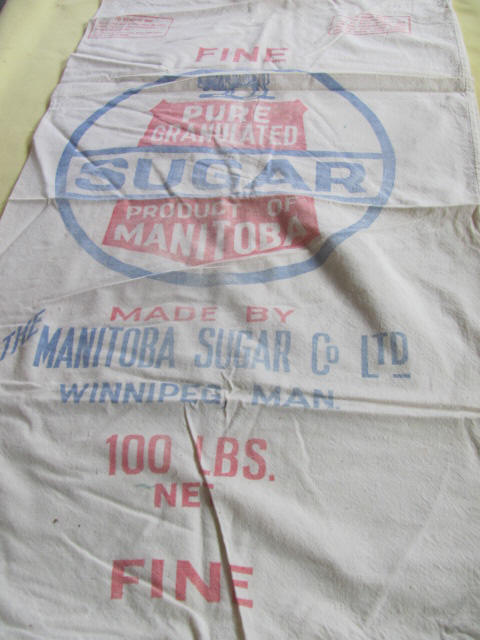 FINE
PURE
GRANULATED
SUGAR
PRODUCT OF
MANITOBA
MADE BY
THE MANITOBA SUGAR CO LTD
WINNIPEG, MAN.
100 LBS.
NET
FINE